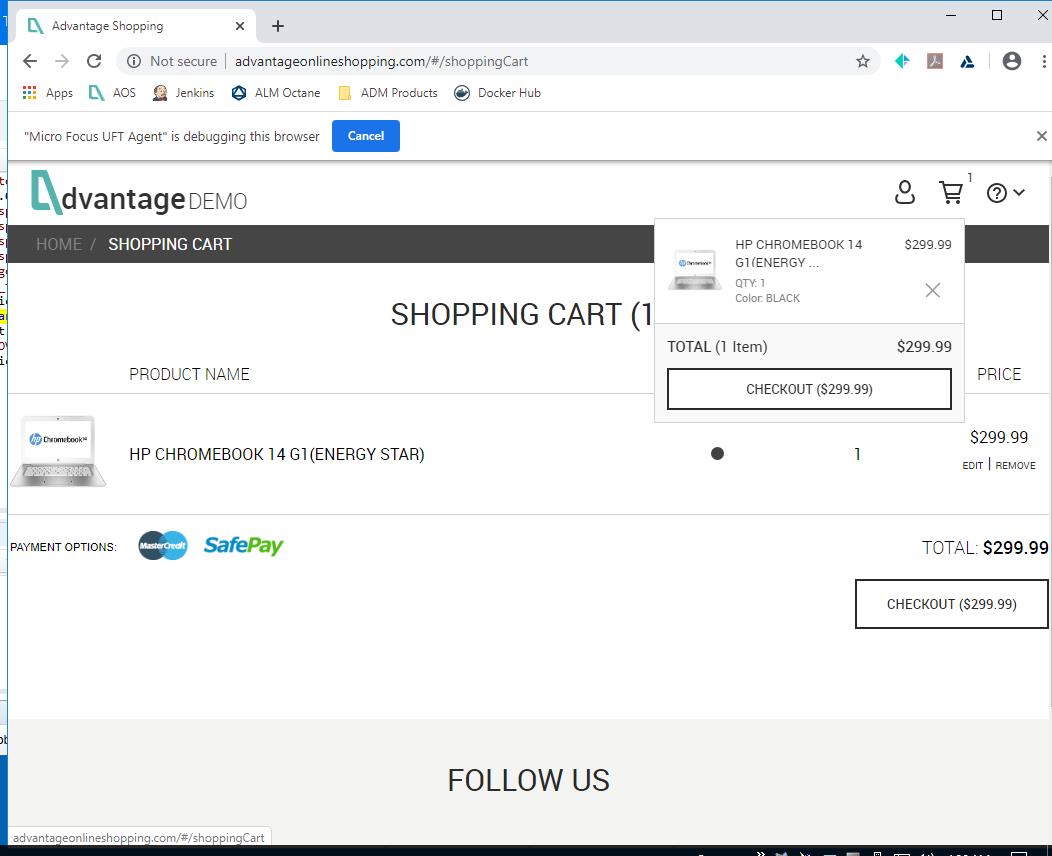 Advantage Shopping
Not secure advantageonlineshopping.com/#/shoppingCart
Apps AOS Jenkins ALM Octane ADM Products Docker Hub
"Micro Focus UFT Agent" is debugging this browser Cancel
dvantage DEMO
1
HOME / SHOPPING CART
HP CHROMEBOOK 14 $299.99
G1(ENERGY ...
QTY: 1
Color: BLACK
SHOPPING CART (1
TOTAL (1 Item) $299.99
CHECKOUT ($299.99)
PRODUCT NAME PRICE
hp Chromebook
HP CHROMEBOOK 14 G1(ENERGY STAR) 1 $299.99
EDIT | REMOVE
PAYMENT OPTIONS: MasterCredit SafePay TOTAL: $299.99
CHECKOUT ($299.99)
FOLLOW US
advantageonlineshopping.com/#/shoppingCart